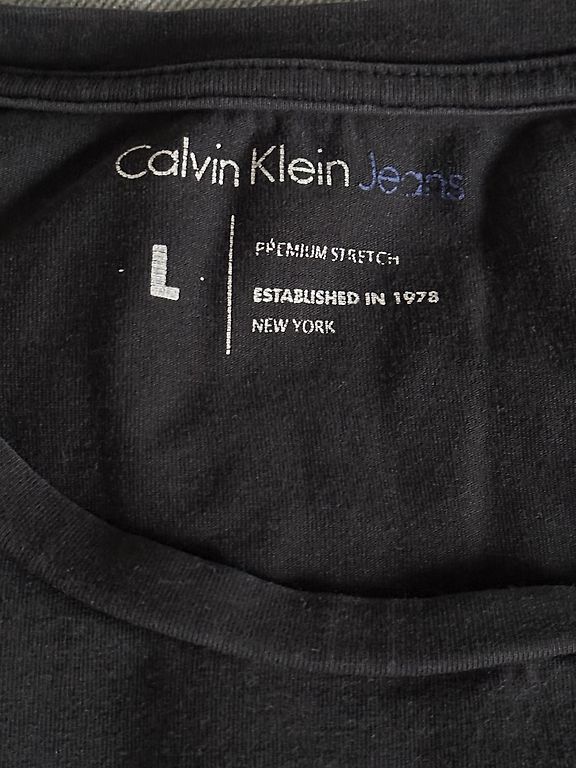 Calvin Klein Jeans
L
PREMIUM STRETCH
ESTABLISHED IN 1978
NEW YORK